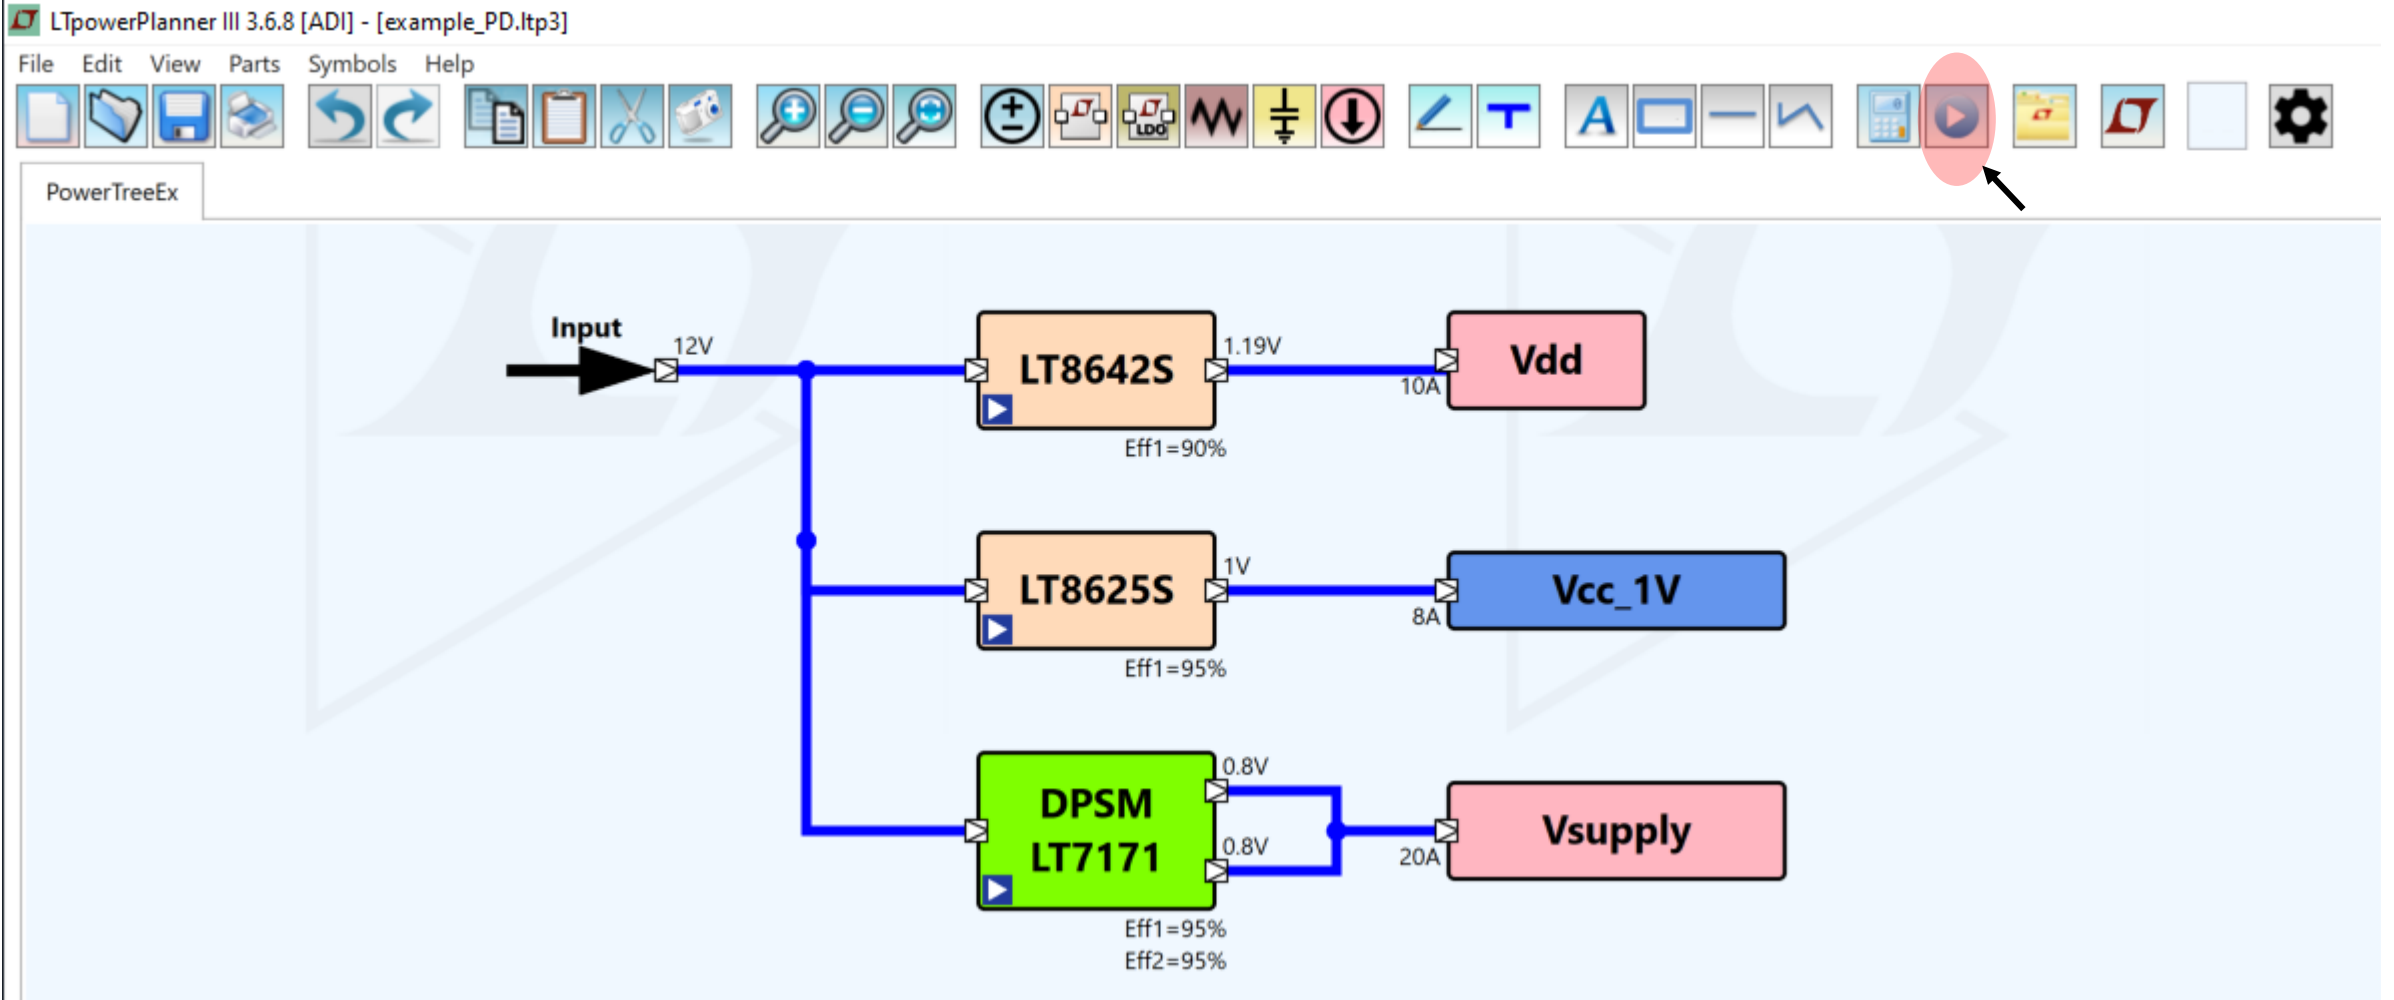 LTpowerPlanner III 3.6.8 [ADI] - [example_PD.ltp3]
File Edit View Parts Symbols Help
LDO
A
PowerTreeEx
Input
12V
LT8642S
1.19V
10A
Vdd
Eff1=90%
LT8625S
1V
8A
Vcc_1V
Eff1=95%
DPSM
LT7171
0.8V
0.8V
20A
Vsupply
Eff1=95%
Eff2=95%